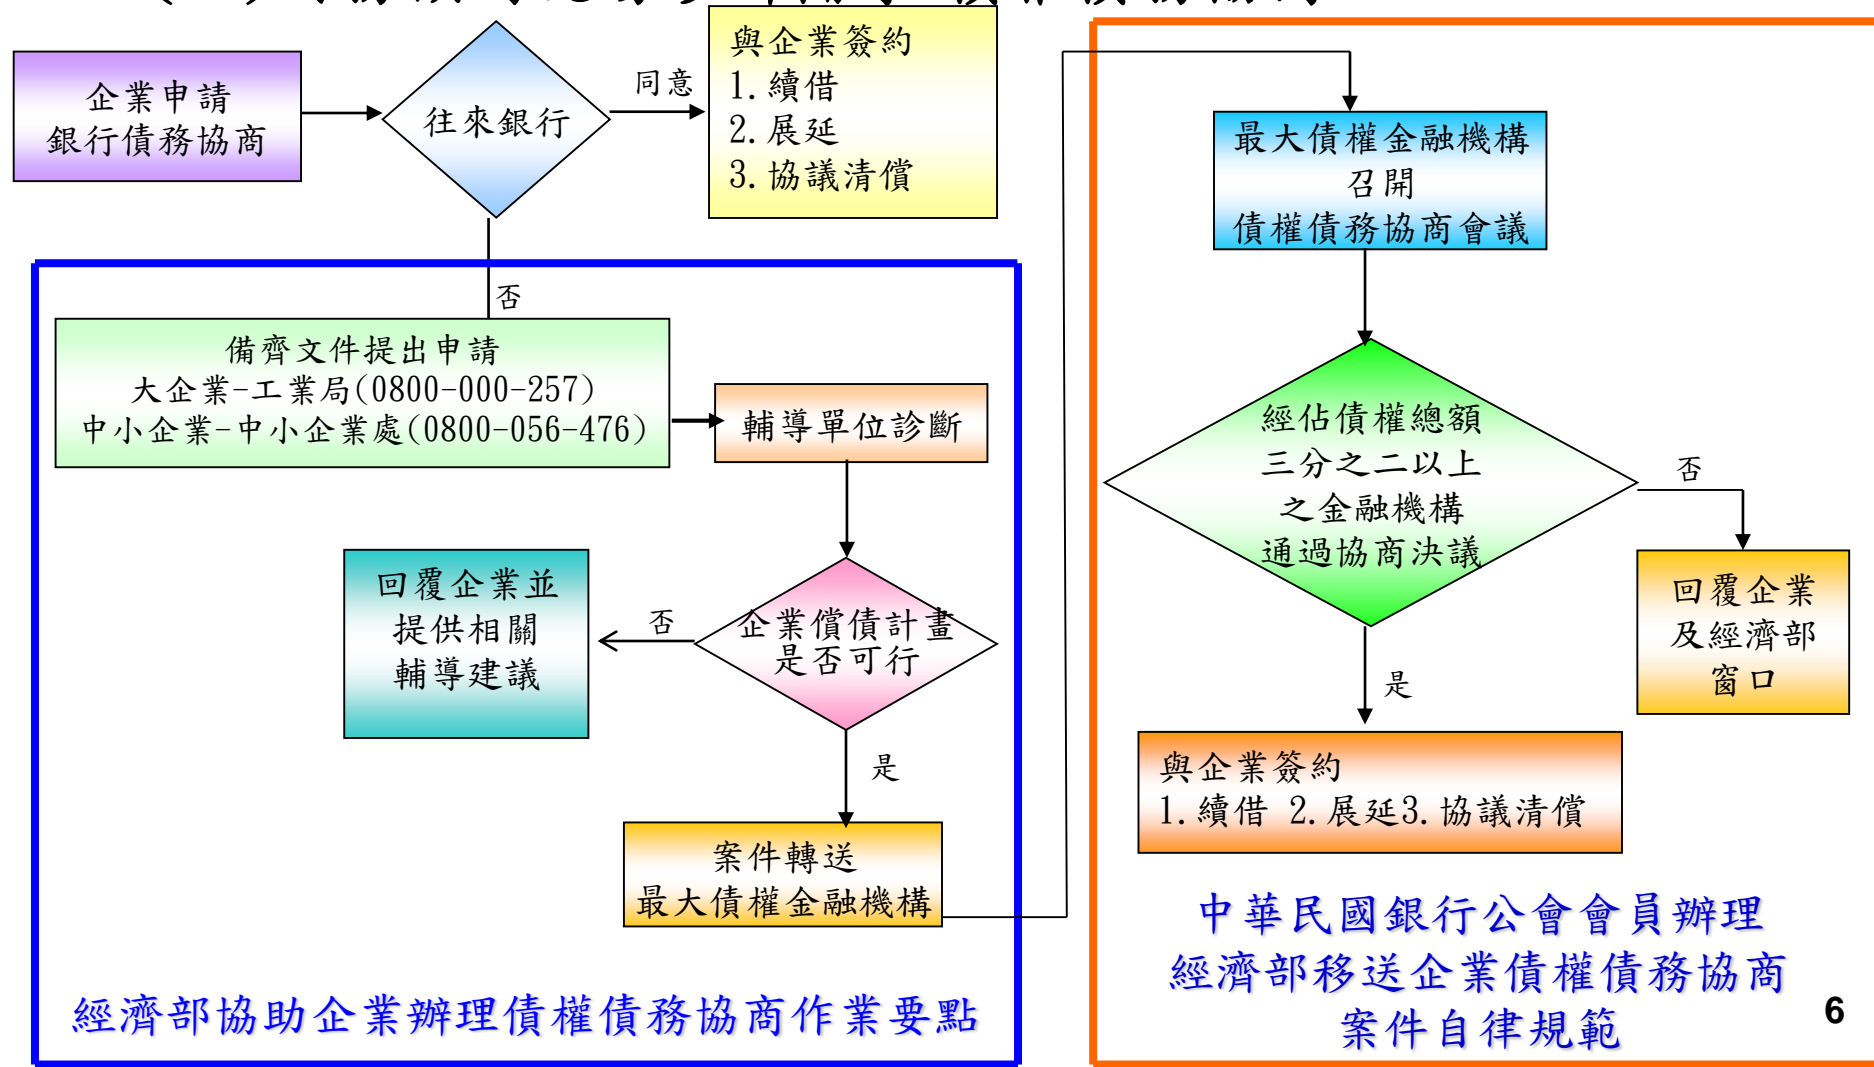 企業申請
銀行債務協商
往來銀行
同意
與企業簽約
1.續借
2.展延
3.協議清償
否
備齊文件提出申請
大企業-工業局(0800-000-257)
中小企業-中小企業處(0800-056-476)
輔導單位診斷
企業償債計畫
是否可行
否
回覆企業並
提供相關
輔導建議
是
案件轉送
最大債權金融機構
經濟部協助企業辦理債權債務協商作業要點
最大債權金融機構
召開
債權債務協商會議
經佔債權總額
三分之二以上
之金融機構
通過協商決議
否
回覆企業
及經濟部
窗口
是
與企業簽約
1.續借 2.展延3.協議清償
中華民國銀行公會會員辦理
經濟部移送企業債權債務協商
案件自律規範
6